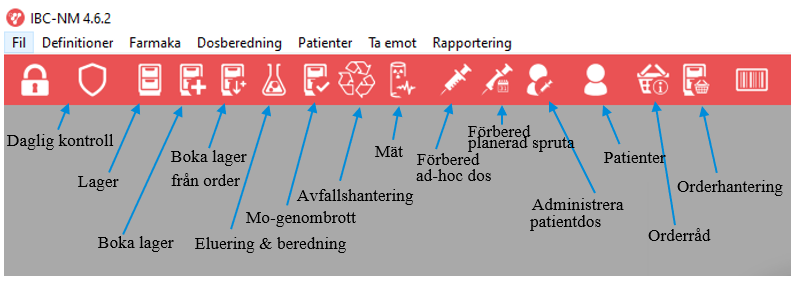 IBC-NM 4.6.2
Fil Definitioner Farmaka Dosberedning Patienter Ta emot Rapportering
Daglig kontroll
Lager
Boka lager
Boka lager
från order
Eluering & beredning
Mo-genombrott
Avfallshantering
Mät
Förbered
ad-hoc dos
Förbered
planerad spruta
Administrera
patientdos
Patienter
Orderråd
Orderhantering